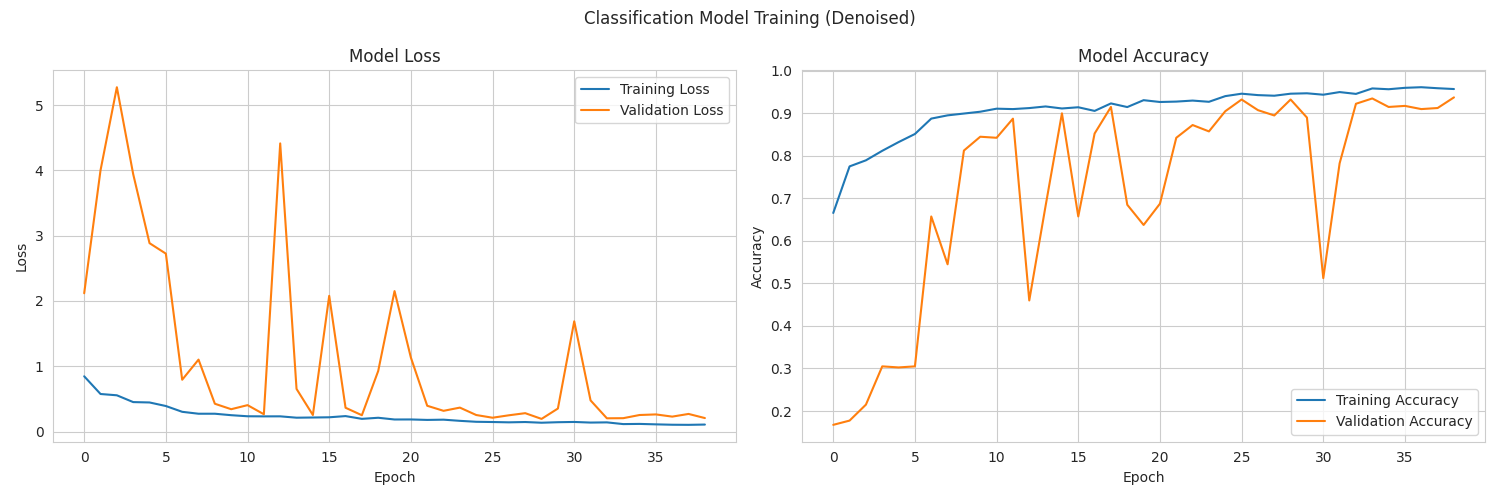 Classification Model Training (Denoised)
Model Loss
Training Loss
Validation Loss
5
4
3
2
1
0
Loss
0 5 10 15 20 25 30 35
Epoch
Model Accuracy
1.0
0.9
0.8
0.7
0.6
0.5
0.4
0.3
0.2
Accuracy
Training Accuracy
Validation Accuracy
0 5 10 15 20 25 30 35
Epoch